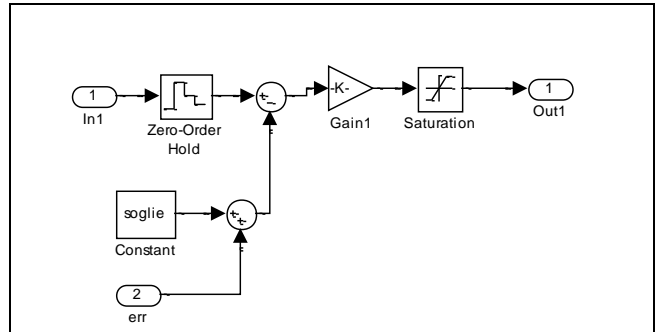 1
In1
Zero-Order
Hold
-K-
Gain1
Saturation
1
Out1
soglie
Constant
2
err